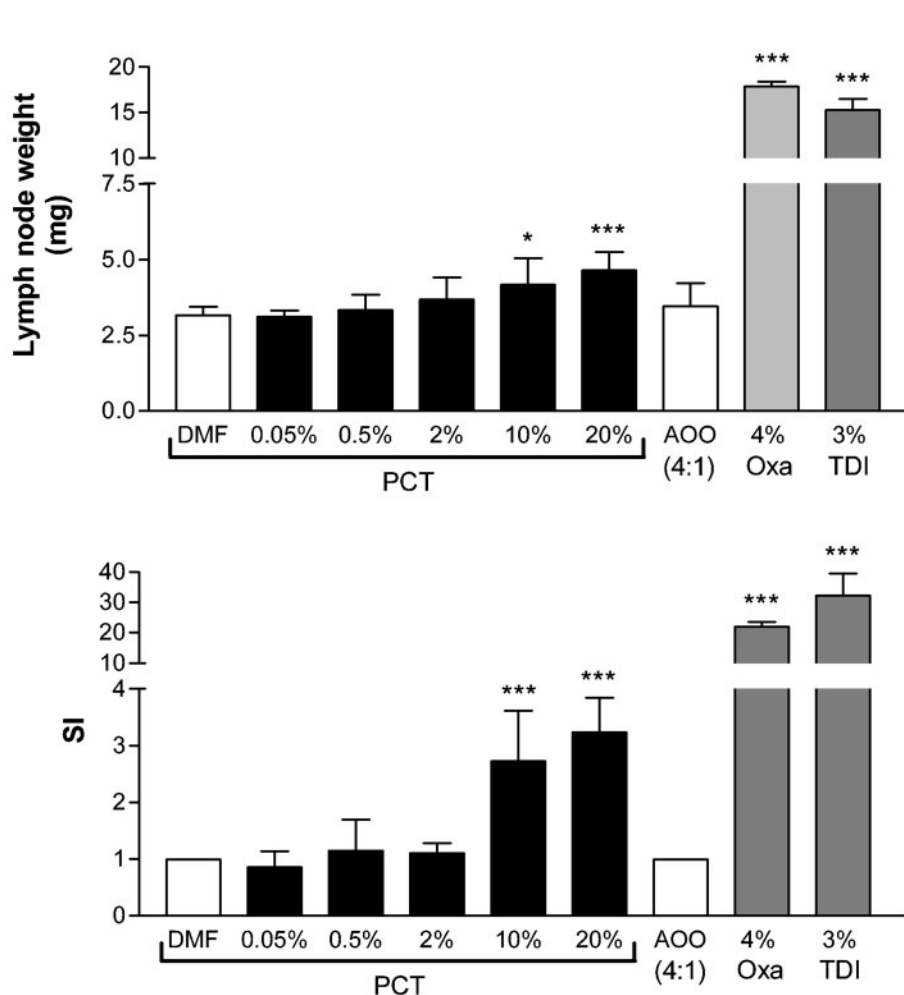 *** ***
20
15
10
7.5
5.0
2.5
0.0
Lymph node weight
(mg)
* ***
DMF 0.05% 0.5% 2% 10% 20% AOO 4% 3%
(4:1) Oxa TDI
PCT
***
***
40
30
20
10
4
3
2
1
0
SI
*** ***
DMF 0.05% 0.5% 2% 10% 20% AOO 4% 3%
(4:1) Oxa TDI
PCT